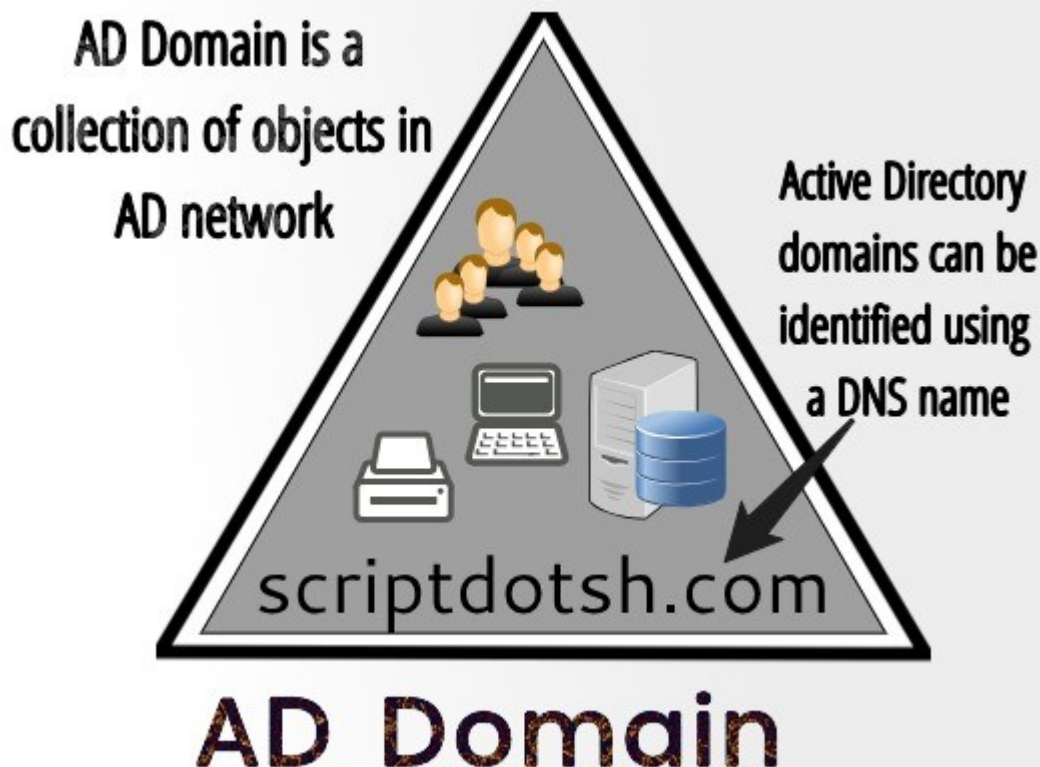 AD Domain is a
collection of objects in
AD network
Active Directory
domains can be
identified using
a DNS name
scriptdotsh.com
AD Domain